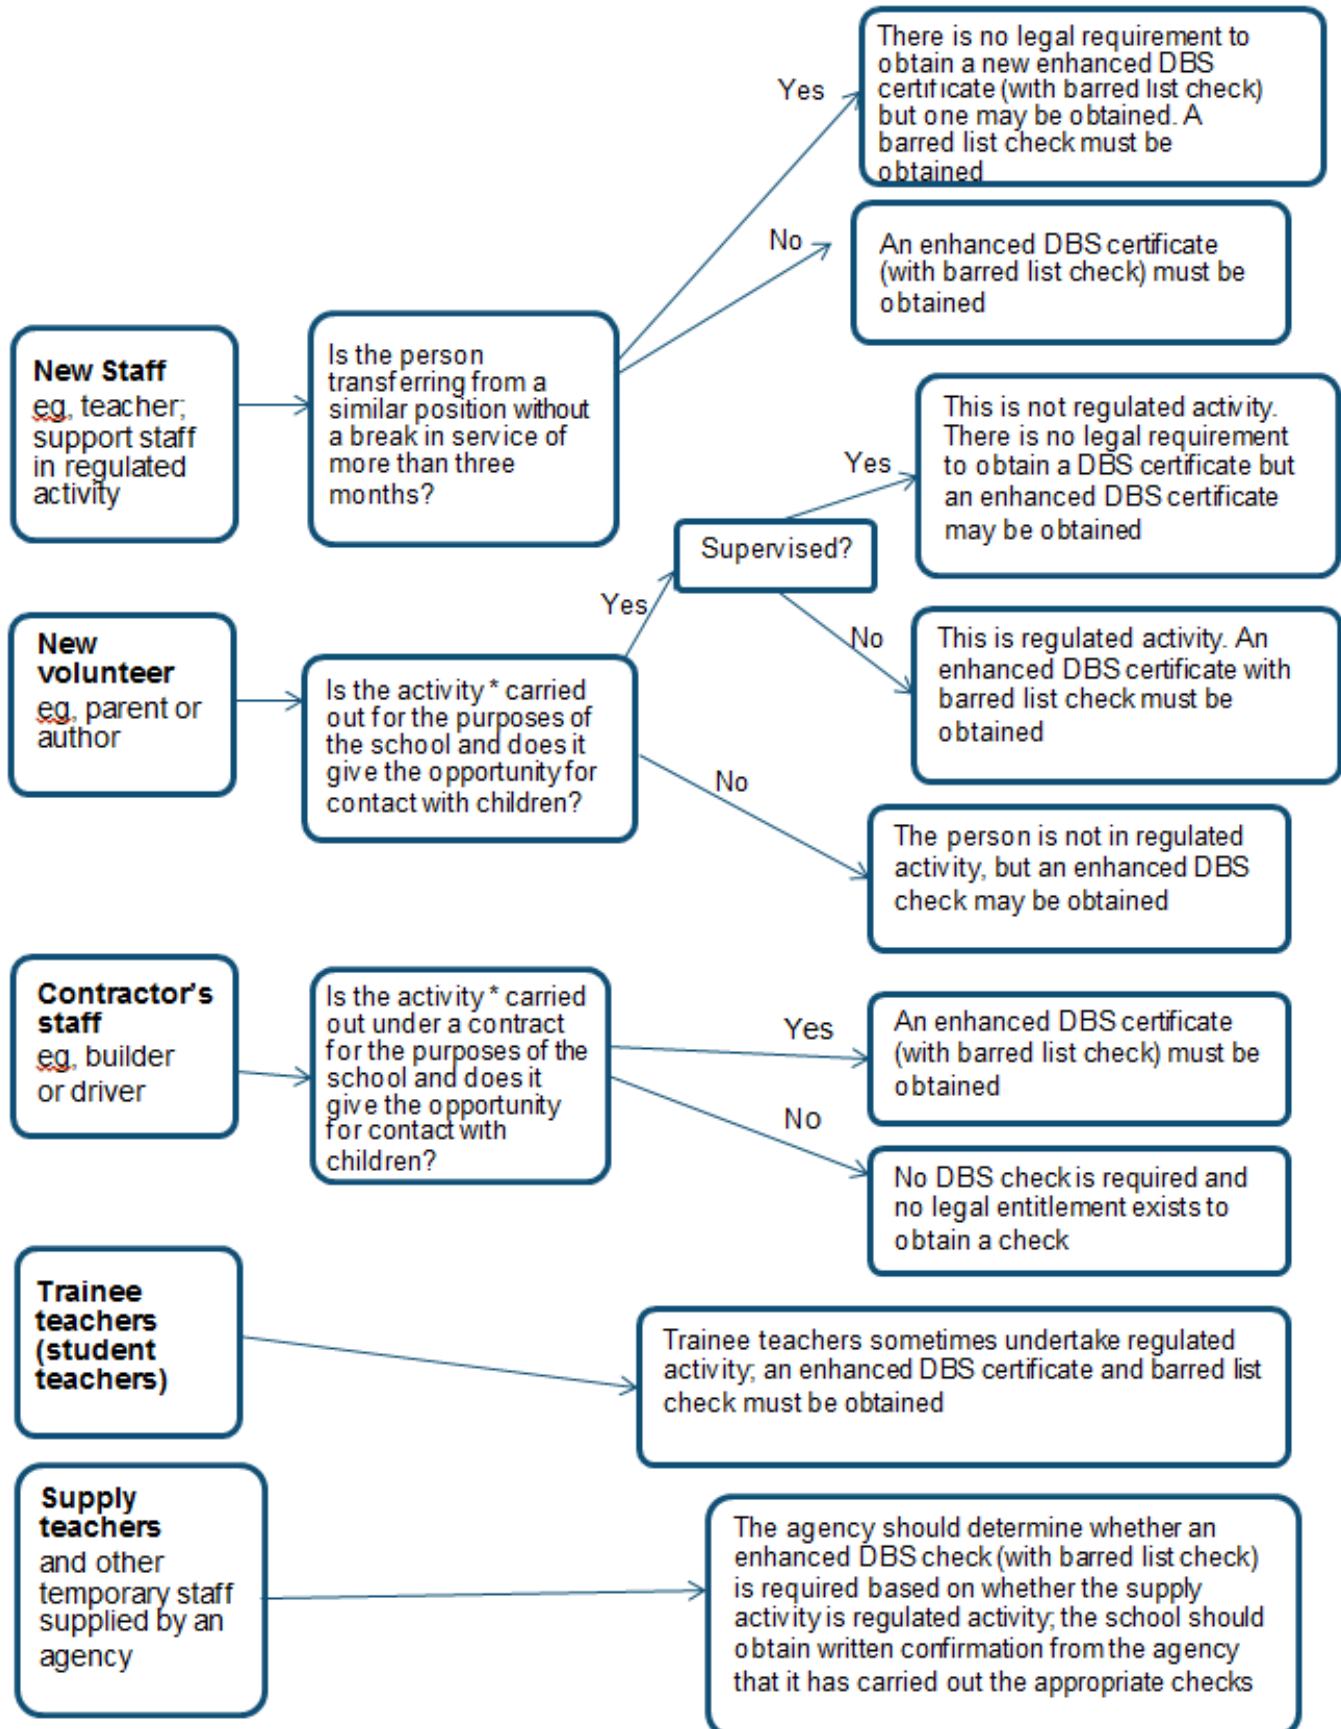 There is no legal requirement to
obtain a new enhanced DBS
certificate (with barred list check)
but one may be obtained. A
barred list check must be
obtained
Yes
No
An enhanced DBS certificate
(with barred list check) must be
obtained
New Staff
eg, teacher;
support staff
in regulated
activity
Is the person
transferring from a
similar position without
a break in service of
more than three
months?
This is not regulated activity.
There is no legal requirement
to obtain a DBS certificate but
an enhanced DBS certificate
may be obtained
Yes
Supervised?
Yes
No
This is regulated activity. An
enhanced DBS certificate with
barred list check must be
obtained
New
volunteer
eg, parent or
author
Is the activity * carried
out for the purposes of
the school and does it
give the opportunity for
contact with children?
No
The person is not in regulated
activity, but an enhanced DBS
check may be obtained
Contractor's
staff
eg, builder
or driver
Is the activity * carried
out under a contract
for the purposes of the
school and does it
give the opportunity
for contact with
children?
Yes
An enhanced DBS certificate
(with barred list check) must be
obtained
No
No DBS check is required and
no legal entitlement exists to
obtain a check
Trainee
teachers
(student
teachers)
Trainee teachers sometimes undertake regulated
activity; an enhanced DBS certificate and barred list
check must be obtained
Supply
teachers
and other
temporary staff
supplied by an
agency
The agency should determine whether an
enhanced DBS check (with barred list check)
is required based on whether the supply
activity is regulated activity; the school should
obtain written confirmation from the agency
that it has carried out the appropriate checks